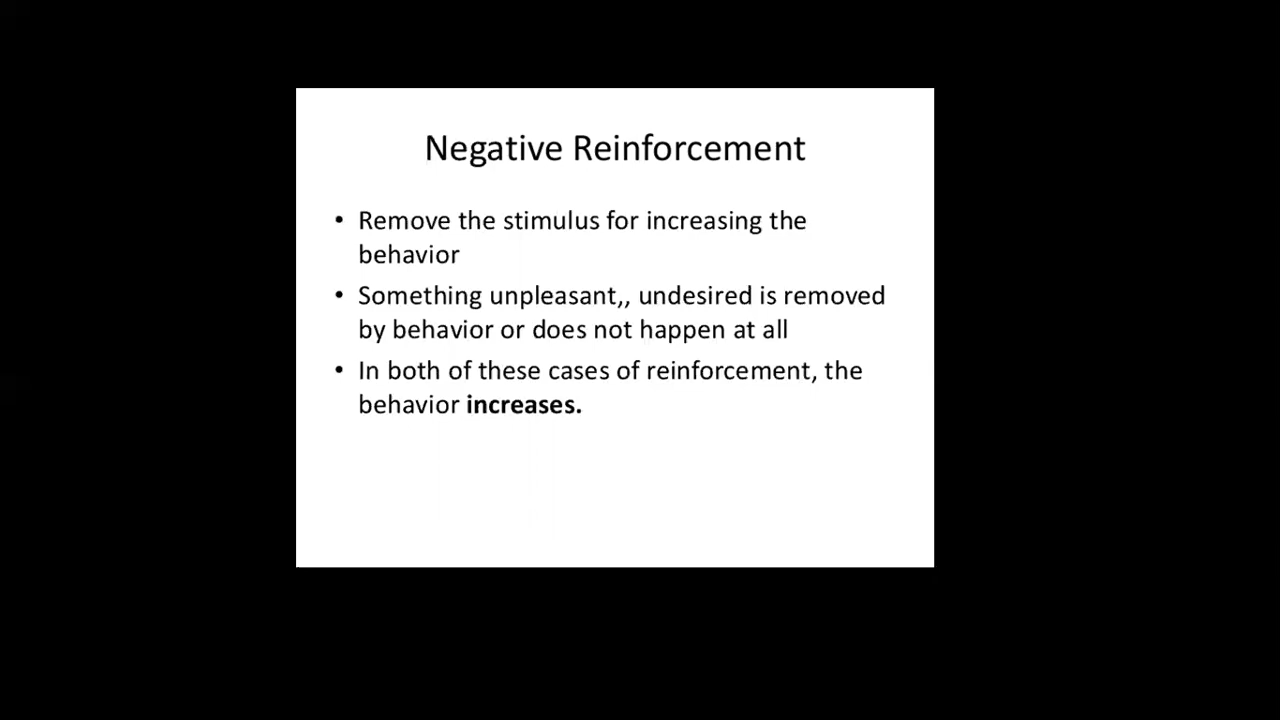 Negative Reinforcement
• Remove the stimulus for increasing the
behavior
• Something unpleasant,, undesired is removed
by behavior or does not happen at all
• In both of these cases of reinforcement, the
behavior increases.